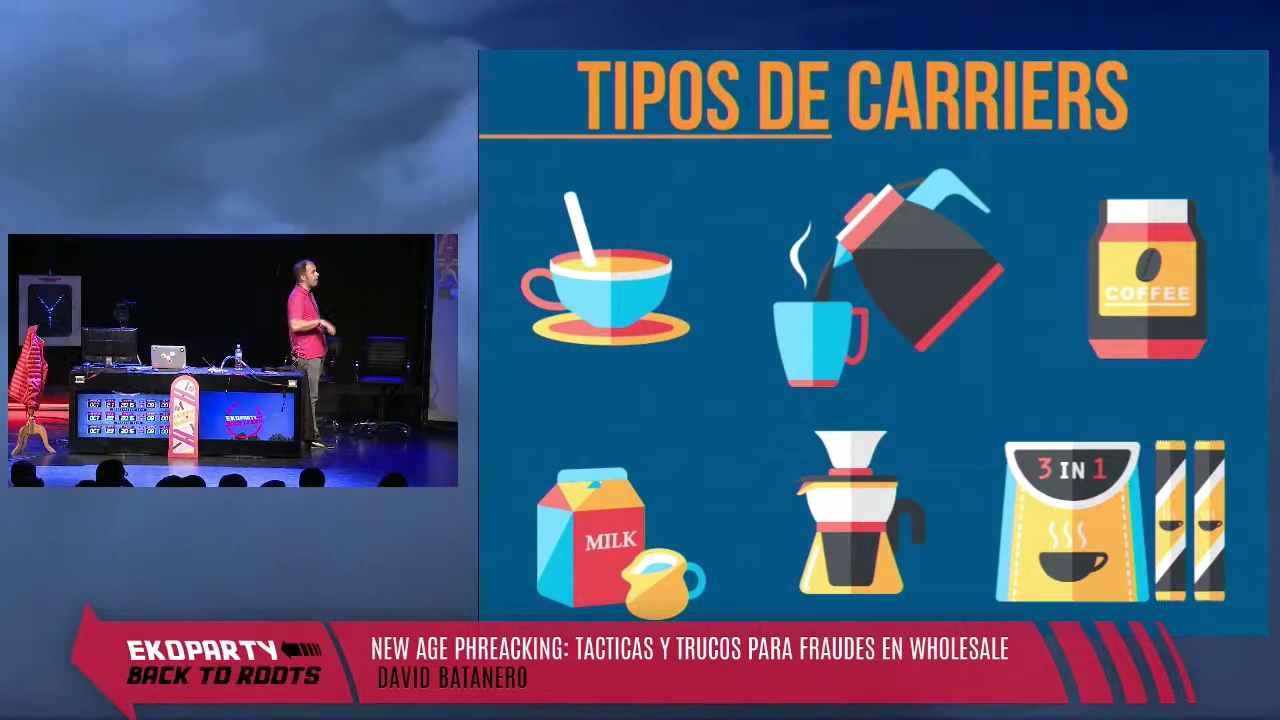 TIPOS DE CARRIERS
COFFEE
MILK
3 IN 1
EKOPARTY
BACK TO ROOTS
NEW AGE PHREACKING: TACTICAS Y TRUCOS PARA FRAUDES EN WHOLESALE
DAVID BATANERO
EKOPARTY